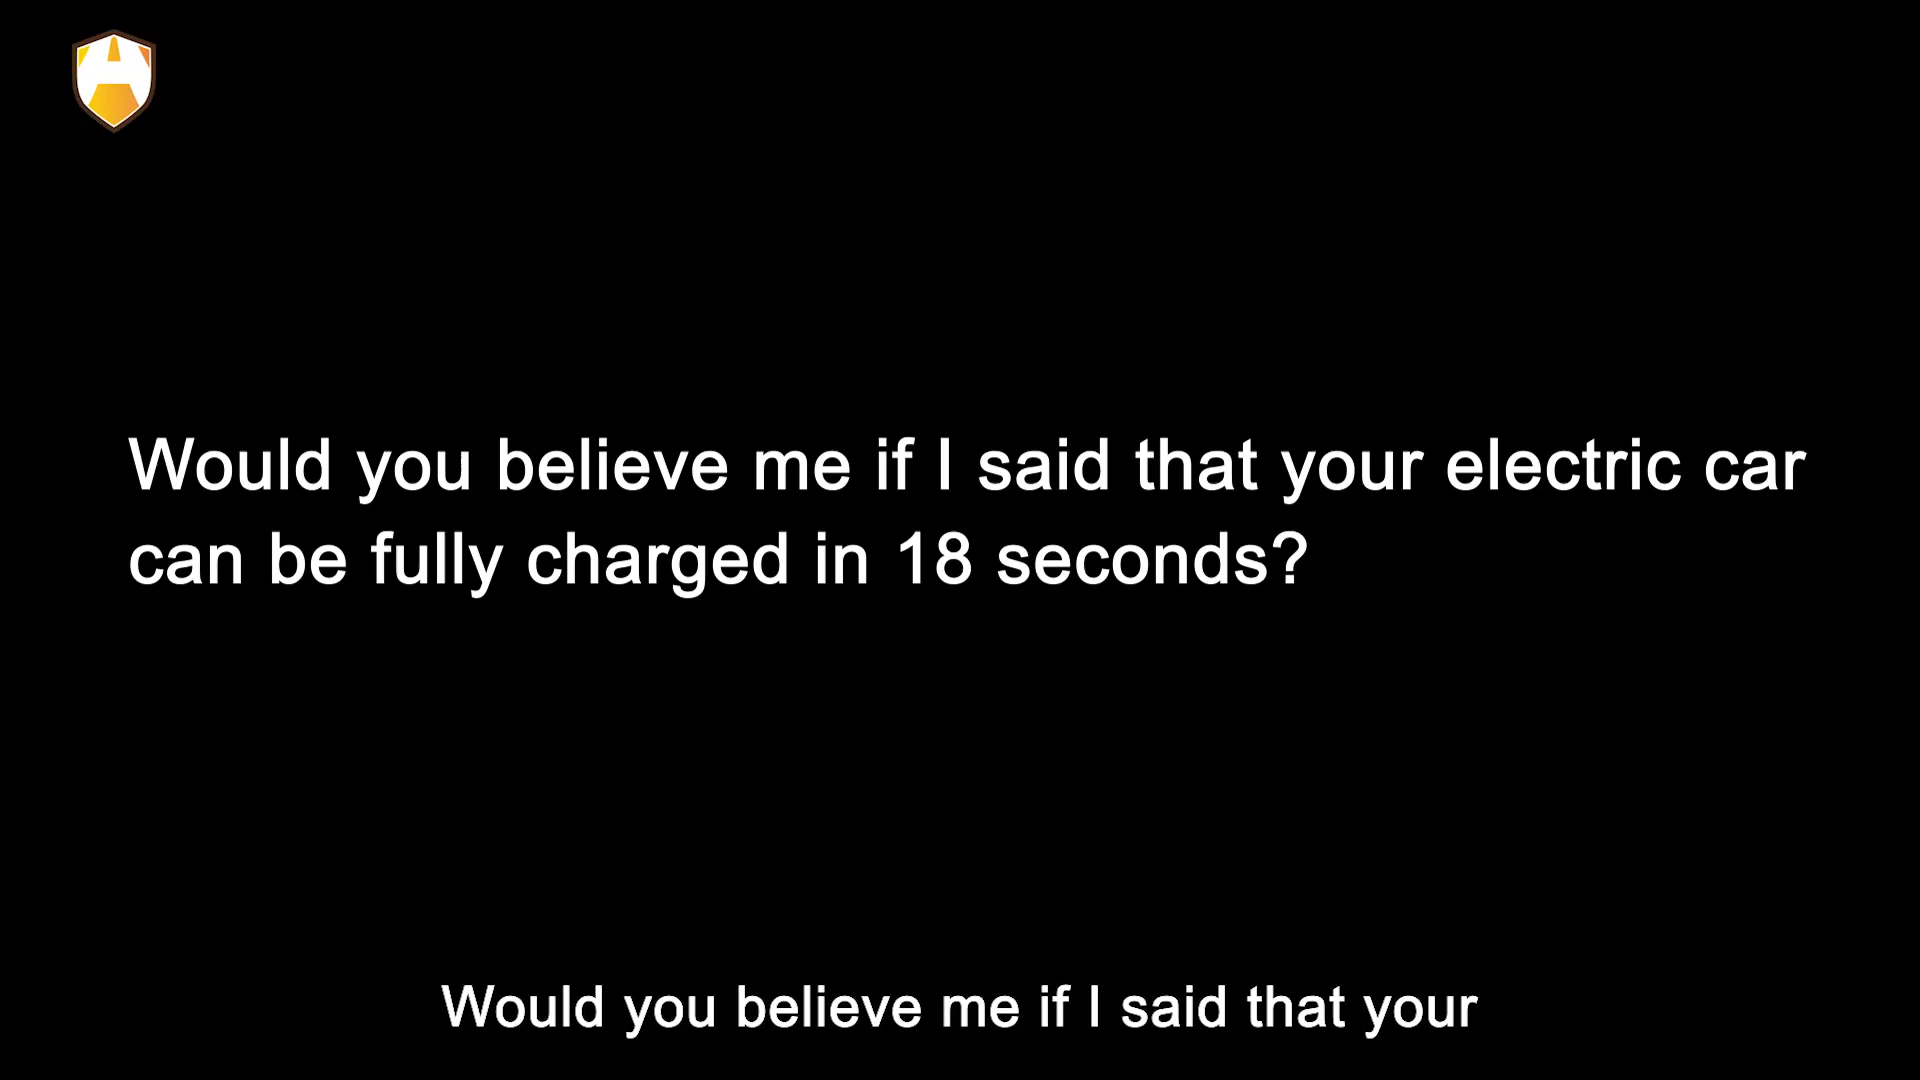 Would you believe me if I said that your electric car
can be fully charged in 18 seconds?
Would you believe me if I said that your